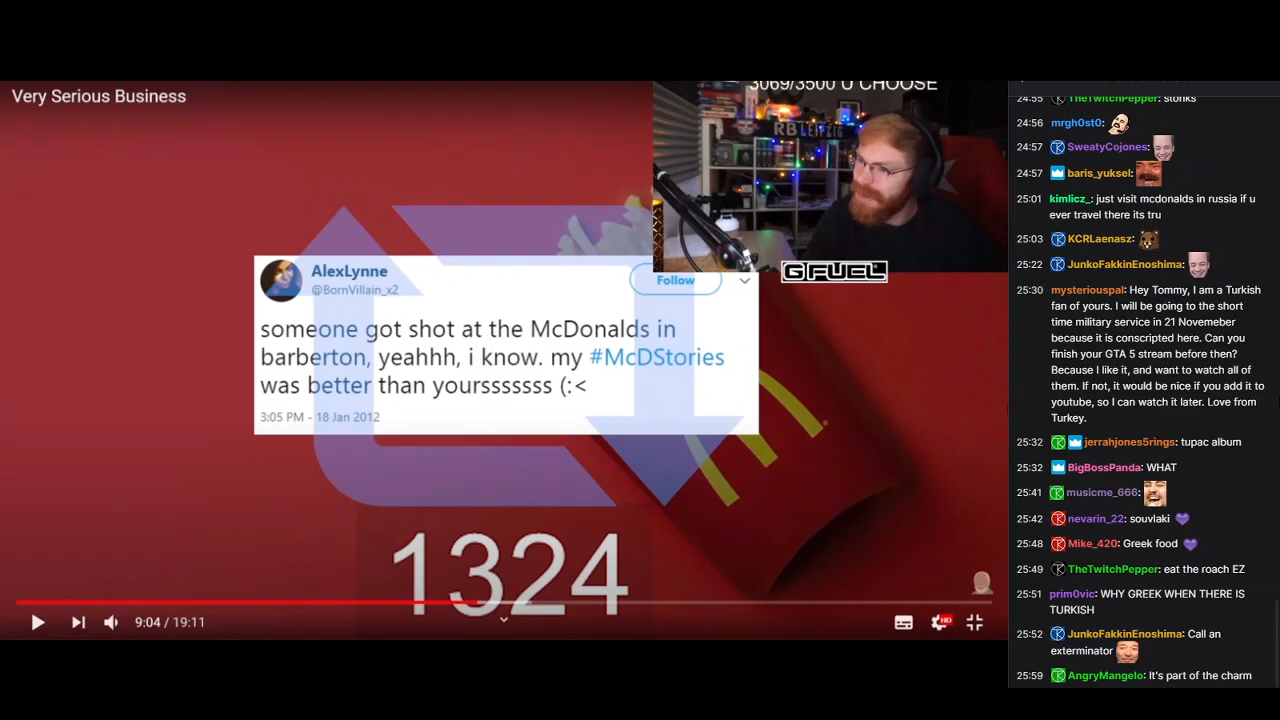 Very Serious Business
3069/3500 U CHOOSE
RB LEIPZIG
G FUEL
AlexLynne
@BornVillain_x2
Follow
someone got shot at the McDonalds in
barberton, yeahhh, i know. my #McDStories
was better than yoursssssss (:<
3:05 PM - 18 Jan 2012
1324
9:04 / 19:11
HD
24:55 TheTwitchPepper: stonks
24:56 mrgh0st0:
24:57 SweatyCojones:
24:57 baris_yuksel:
25:01 kimlicz_: just visit mcdonalds in russia if u
ever travel there its tru
25:03 KCRLaenasz:
25:22 JunkoFakkinEnoshima:
25:30 mysteriouspal: Hey Tommy, I am a Turkish
fan of yours. I will be going to the short
time military service in 21 Novemeber
because it is conscripted here. Can you
finish your GTA 5 stream before then?
Because I like it, and want to watch all of
them. If not, it would be nice if you add it to
youtube, so I can watch it later. Love from
Turkey.
25:32 jerrahjones5rings: tupac album
25:32 BigBossPanda: WHAT
25:41 musicme_666:
25:42 nevarin_22: souvlaki
25:48 Mike_420: Greek food
25:49 TheTwitchPepper: eat the roach EZ
25:51 prim0vic: WHY GREEK WHEN THERE IS
TURKISH
25:52 JunkoFakkinEnoshima: Call an
exterminator
25:59 AngryMangelo: It's part of the charm